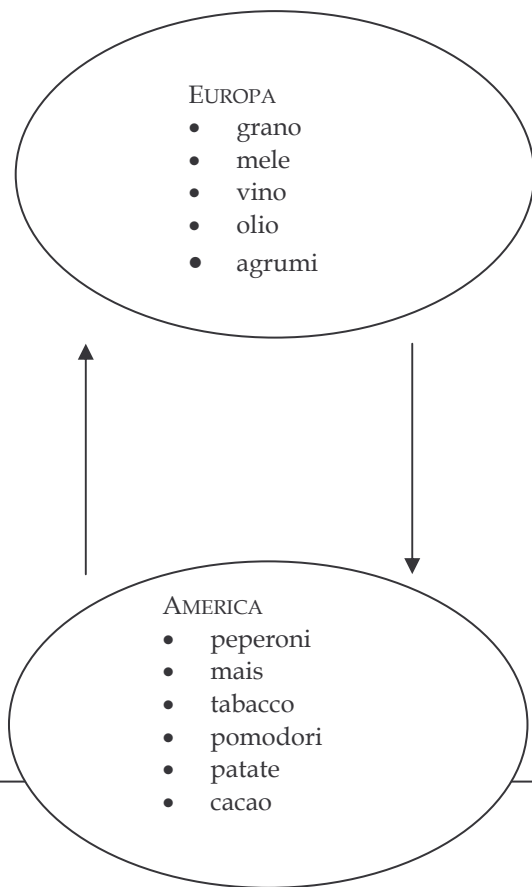 EUROPA
• grano
• mele
• vino
• olio
• agrumi
AMERICA
• peperoni
• mais
• tabacco
• pomodori
• patate
• cacao